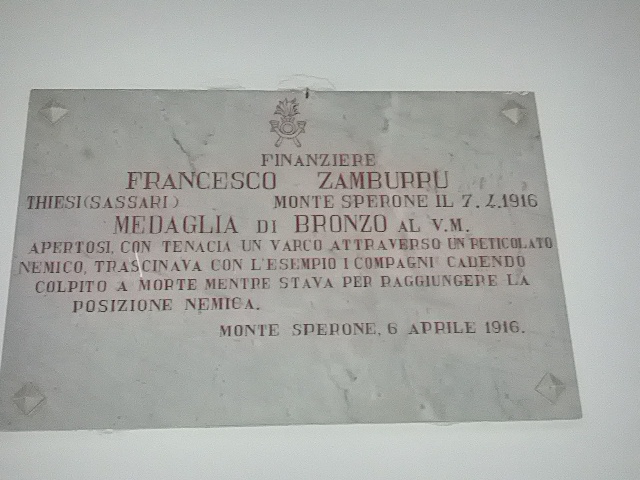 FINANZIERE
FRANCESCO ZAMBURRU
THIESI (SASSARI) MONTE SPERONE IL 7.4.1916
MEDAGLIA DI BRONZO AL V.M.
APERTOSI, CON TENACIA UN VARCO ATTRAVERSO UN RETICOLATO
NEMICO, TRASCINAVA CON L'ESEMPIO I COMPAGNI CADENDO
COLPITO A MORTE MENTRE STAVA PER RAGGIUNGERE LA
POSIZIONE NEMICA.
MONTE SPERONE, 6 APRILE 1916.